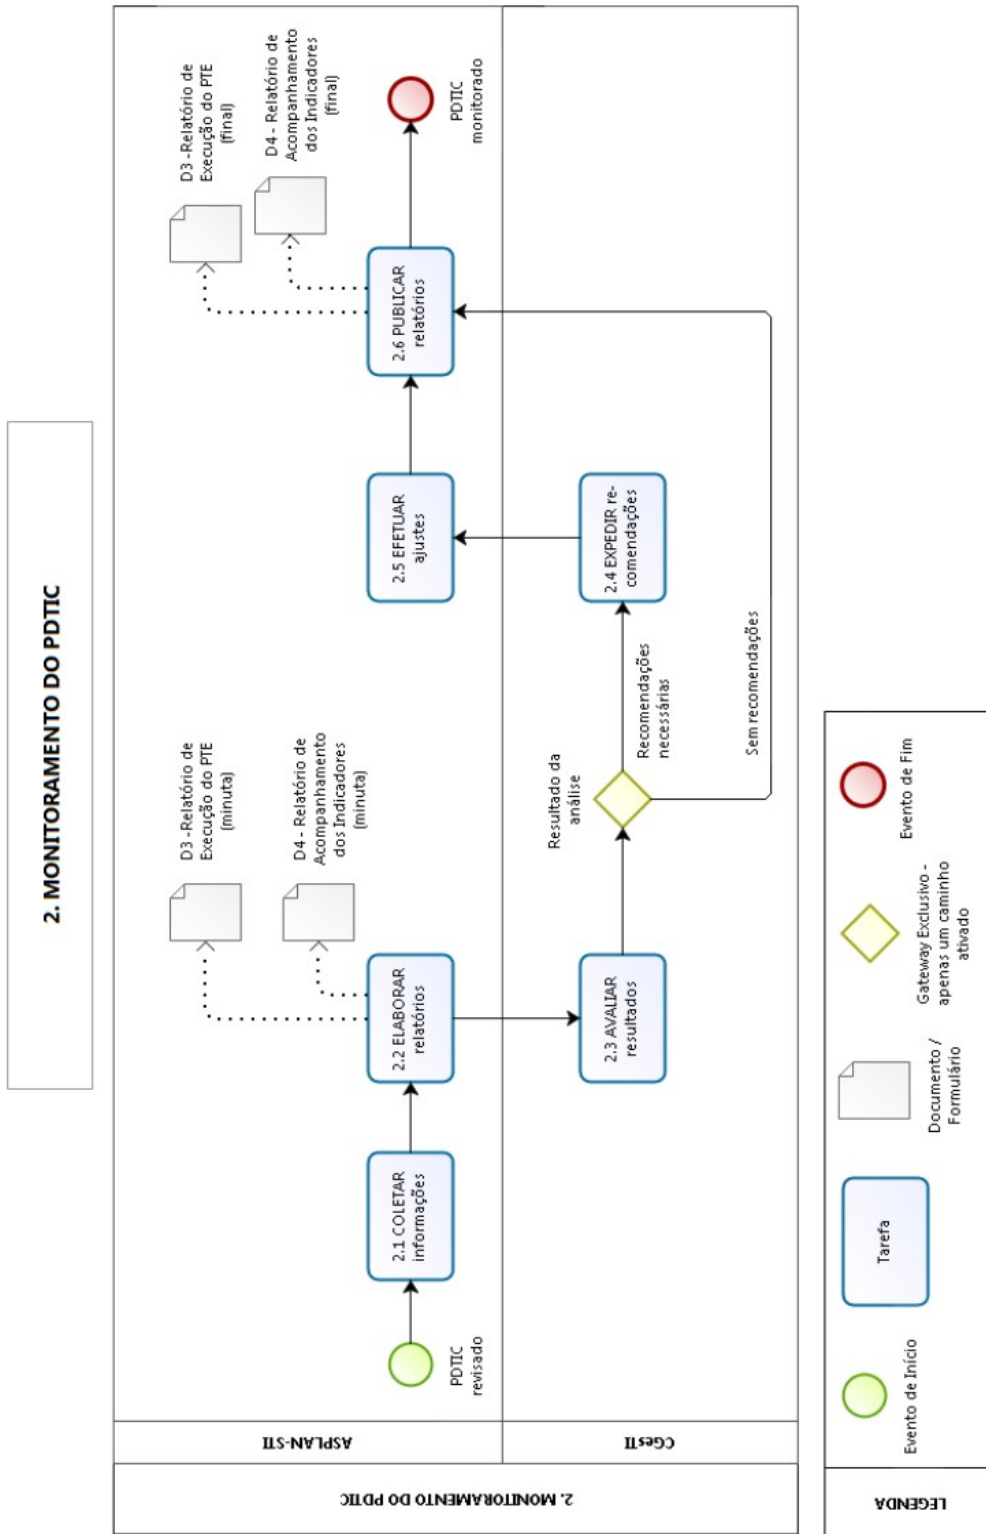 2. MONITORAMENTO DO PDTIC
2. MONITORAMENTO DO PDTIC
ASPLAN-STI
PDTIC
revisado
2.1 COLETAR
informações
2.2 ELABORAR
relatórios
D3 -Relatório de
Execução do PTE
(minuta)
D4 - Relatório de
Acompanhamento
dos Indicadores
(minuta)
2.5 EFETUAR
ajustes
2.6 PUBLICAR
relatórios
D3 -Relatório de
Execução do PTE
(final)
D4 - Relatório de
Acompanhamento
dos Indicadores
(final)
PDTIC
monitorado
CGesTI
2.3 AVALIAR
resultados
Resultado da
análise
Recomendações
necessárias
2.4 EXPEDIR re-
comendações
Sem recomendações
LEGENDA
Evento de Início
Tarefa
Documento /
Formulário
Gateway Exclusivo -
apenas um caminho
ativado
Evento de Fim